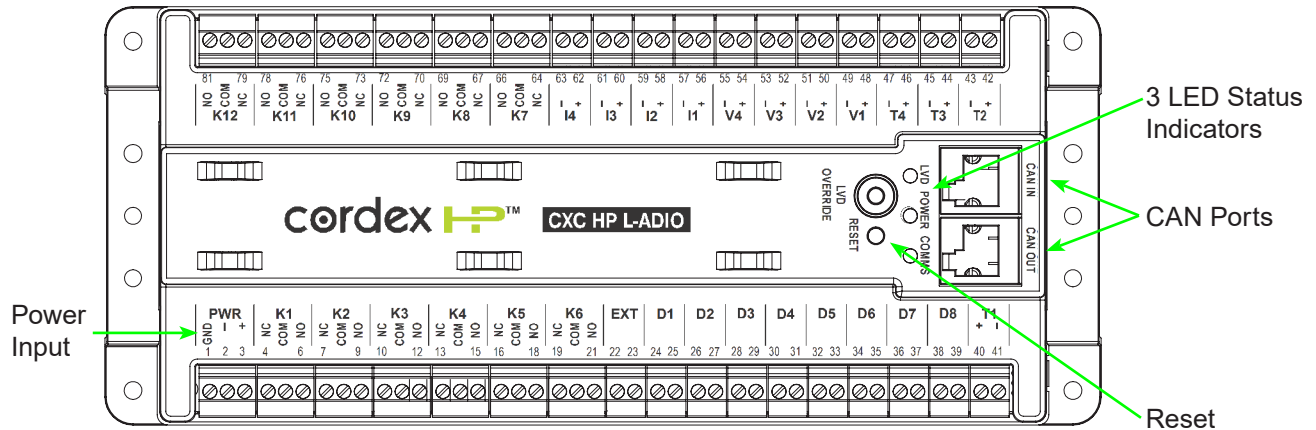 81 79 78 76 75 73 72 70 69 67 66 64 63 62 61 60 59 58 57 56 55 54 53 52 51 50 49 48 47 46 45 44 43 42
NO COM NC NO COM NC NO COM NC NO COM NC NO COM NC NO COM NC - + - + - + - + - + - + - + - + - + - + - +
K12 K11 K10 K9 K8 K7 I4 I3 I2 I1 V4 V3 V2 V1 T4 T3 T2
3 LED Status
Indicators
CAN IN
LVD
OVERRIDE
LVD POWER COMMS
cordex HP™
CXC HP L-ADIO
RESET
CAN Ports
CAN OUT
Power
Input
PWR K1 K2 K3 K4 K5 K6 EXT D1 D2 D3 D4 D5 D6 D7 D8 T1
GND - + NC COM NO NC COM NO NC COM NO NC COM NO NC COM NO NC COM NO + -
1 2 3 4 6 7 9 10 12 13 15 16 18 19 21 22 23 24 25 26 27 28 29 30 31 32 33 34 35 36 37 38 39 40 41
Reset